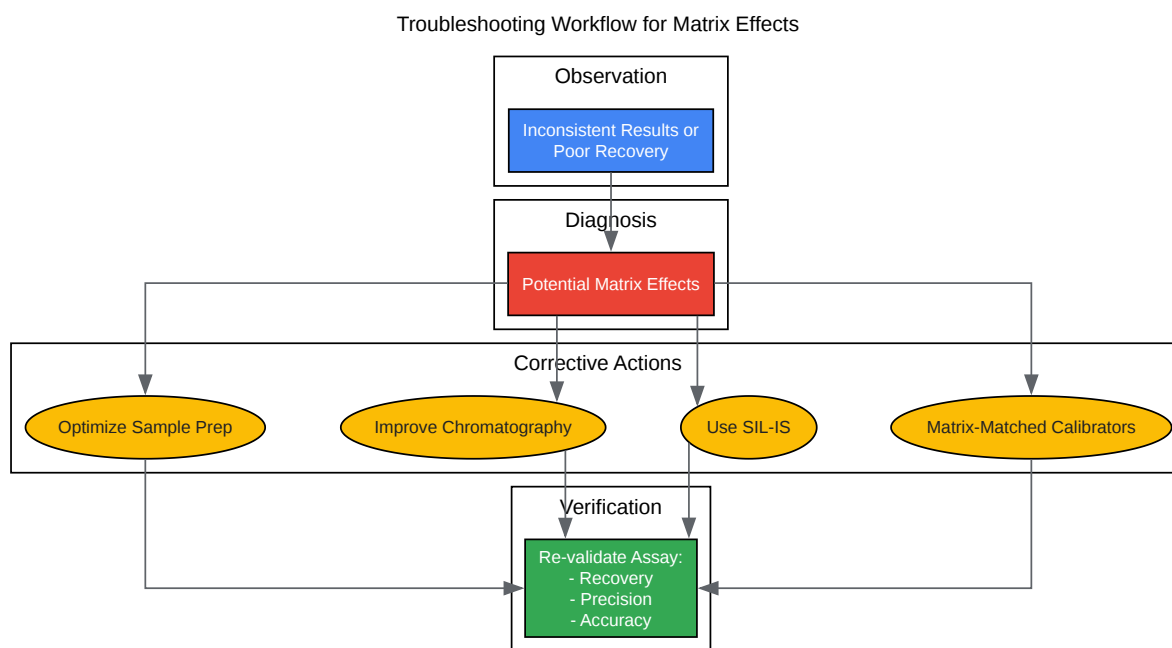 Troubleshooting Workflow for Matrix Effects
Observation
Inconsistent Results or
Poor Recovery
Diagnosis
Potential Matrix Effects
Corrective Actions
Optimize Sample Prep
Improve Chromatography
Use SIL-IS
Matrix-Matched Calibrators
Verification
Re-validate Assay:
- Recovery
- Precision
- Accuracy